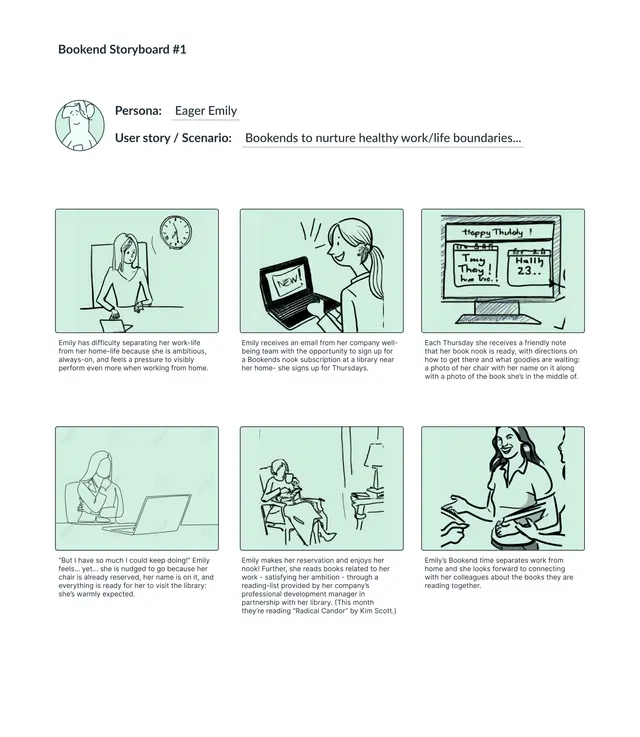 Bookend Storyboard #1
Persona: Eager Emily
User story / Scenario: Bookends to nurture healthy work/life boundaries...
NEW!
Happy Thursday !
23..
Emily has difficulty separating her work-life
from her home-life because she is ambitious,
always-on, and feels a pressure to visibly
perform even more when working from home.
Emily receives an email from her company well-
being team with the opportunity to sign up for
a Bookends nook subscription at a library near
her home- she signs up for Thursdays.
Each Thursday she receives a friendly note
that her book nook is ready, with directions on
how to get there and what goodies are waiting:
a photo of her chair with her name on it along
with a photo of the book she's in the middle of.
"But I have so much I could keep doing!" Emily
feels... yet... she is nudged to go because her
chair is already reserved, her name is on it, and
everything is ready for her to visit the library:
she's warmly expected.
Emily makes her reservation and enjoys her
nook! Further, she reads books related to her
work - satisfying her ambition - through a
reading-list provided by her company's
professional development manager in
partnership with her library. (This month
they're reading "Radical Candor" by Kim Scott.)
Emily's Bookend time separates work from
home and she looks forward to connecting
with her colleagues about the books they are
reading together.